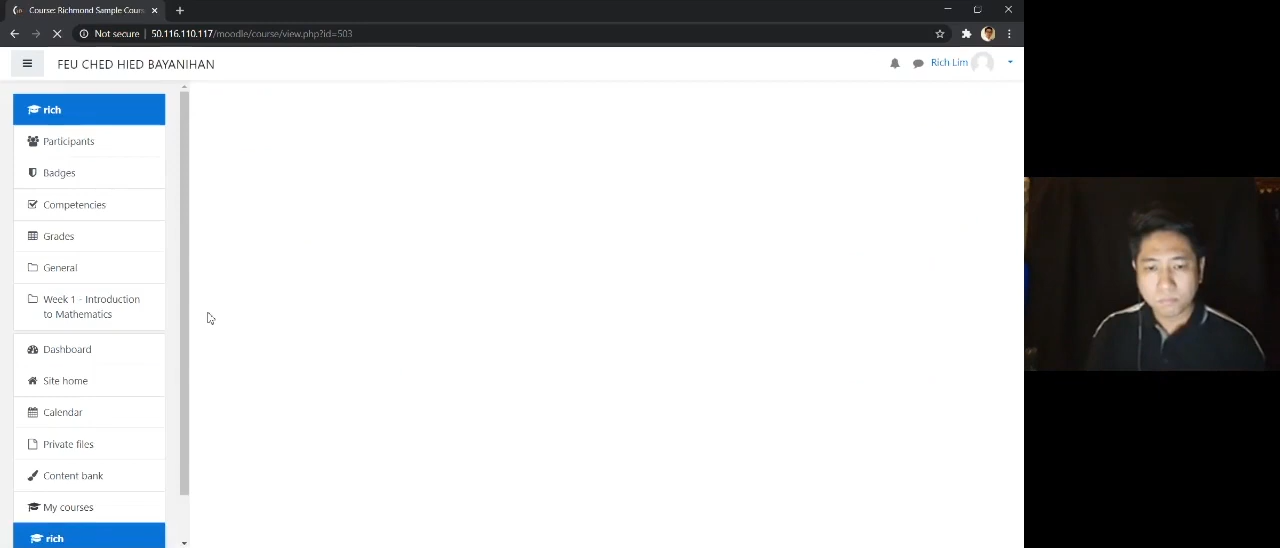 Course: Richmond Sample Cours
Not secure | 50.116.110.117/moodle/course/view.php?id=503
FEU CHED HIED BAYANIHAN
Rich Lim
rich
Participants
Badges
Competencies
Grades
General
Week 1 - Introduction
to Mathematics
Dashboard
Site home
Calendar
Private files
Content bank
My courses
rich